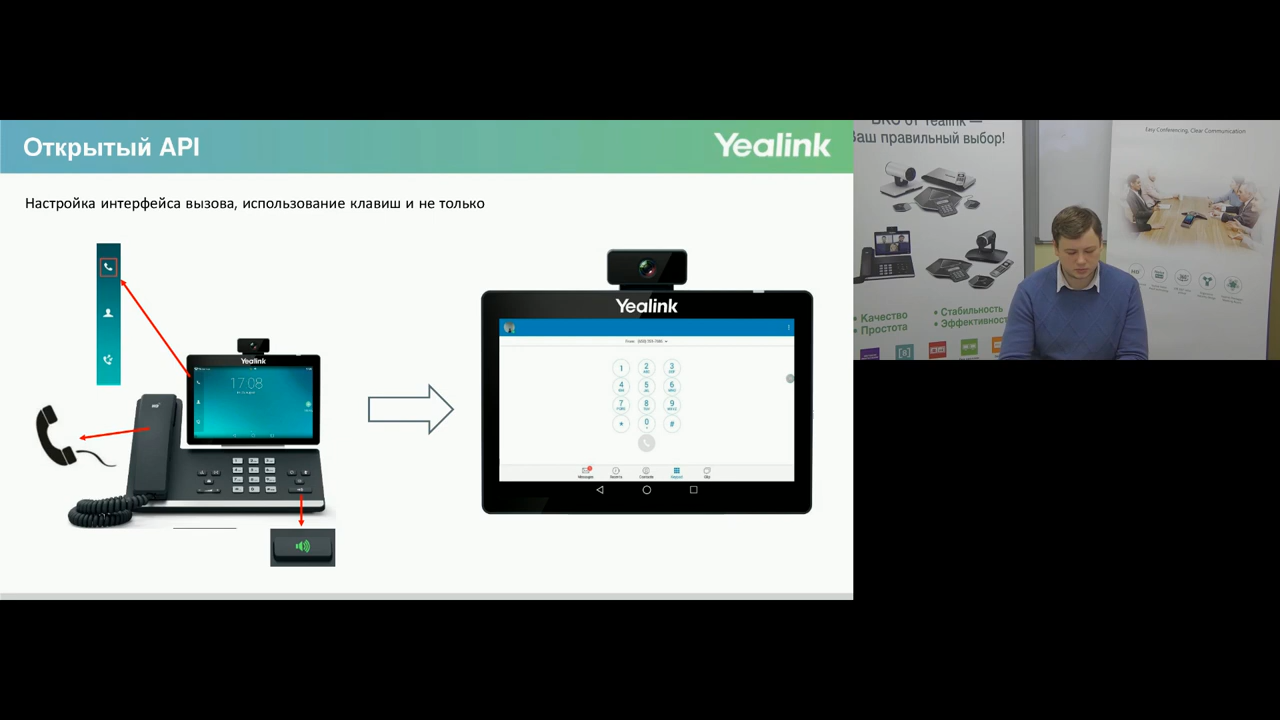 Открытый API
Yealink
Настройка интерфейса вызова, использование клавиш и не только
Yealink
17:08
Yealink
1
2
3
4
5
6
7
8
9
*
0
#
от Yealink —
Ваш правильный выбор!
• Качество
• Простота
• Стабильность
• Эффективность
Easy Conferencing, Clear Communication